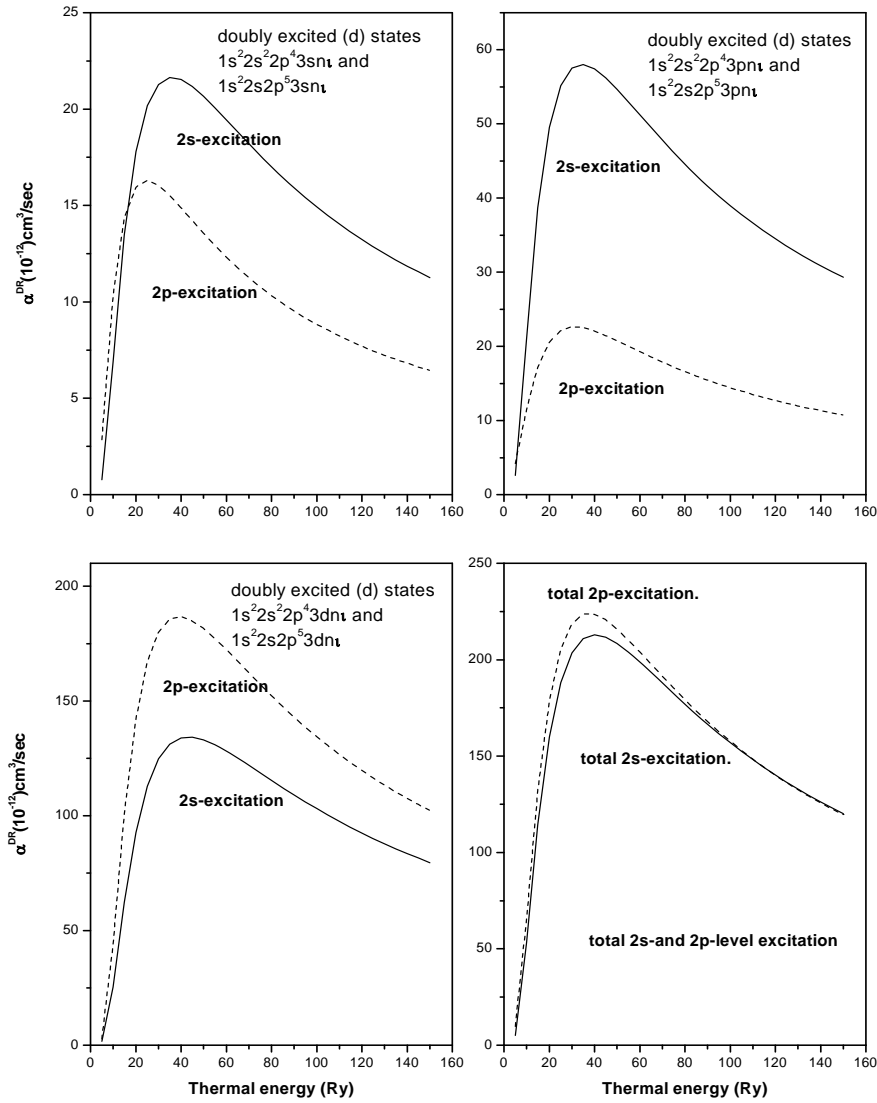 doubly excited (d) states
1s²2s²2p⁴3snι and
1s²2s2p⁵3snι
2s-excitation
2p-excitation
αᴰᴿ(10⁻¹²)cm³/sec
25
20
15
10
5
0
0 20 40 60 80 100 120 140 160
doubly excited (d) states
1s²2s²2p⁴3pnι and
1s²2s2p⁵3pnι
2s-excitation
2p-excitation
60
50
40
30
20
10
0
0 20 40 60 80 100 120 140 160
doubly excited (d) states
1s²2s²2p⁴3dnι and
1s²2s2p⁵3dnι
2p-excitation
2s-excitation
αᴰᴿ(10⁻¹²)cm³/sec
200
150
100
50
0
0 20 40 60 80 100 120 140 160
Thermal energy (Ry)
total 2p-excitation.
total 2s-excitation.
total 2s-and 2p-level excitation
250
200
150
100
50
0
0 20 40 60 80 100 120 140 160
Thermal energy (Ry)